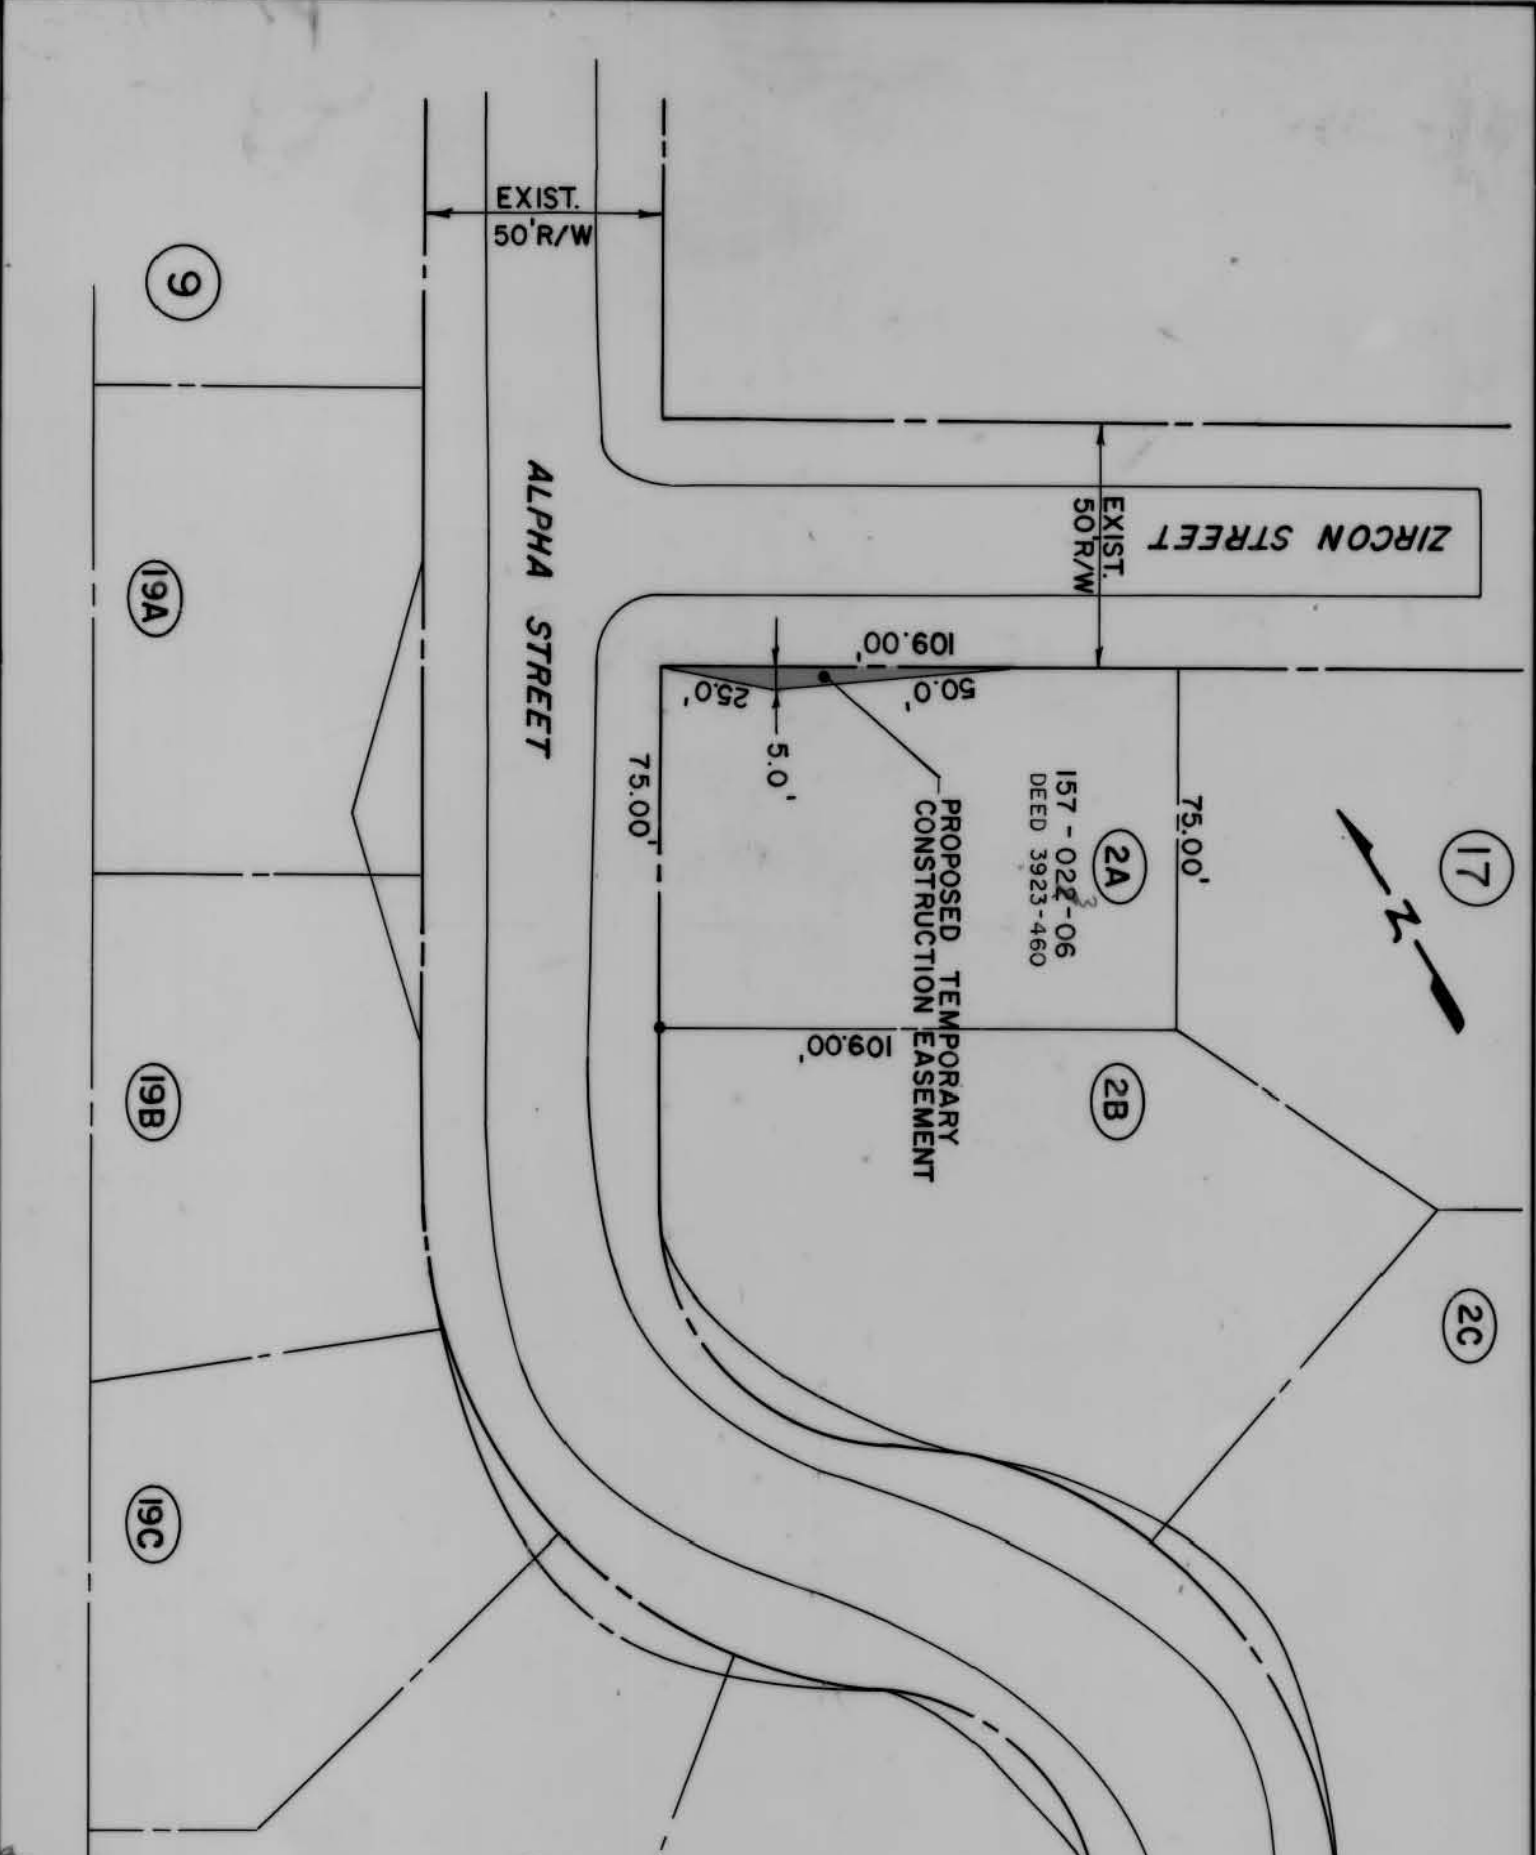 EXIST.
50' R/W
9
ALPHA STREET
ZIRCON STREET
EXIST.
50' R/W
109.00'
25.0'
50.0'
5.0'
75.00'
PROPOSED TEMPORARY
CONSTRUCTION EASEMENT
2A
157-022-06
3
DEED 3923-460
75.00'
17
N
109.00'
2B
2C
19A
19B
19C